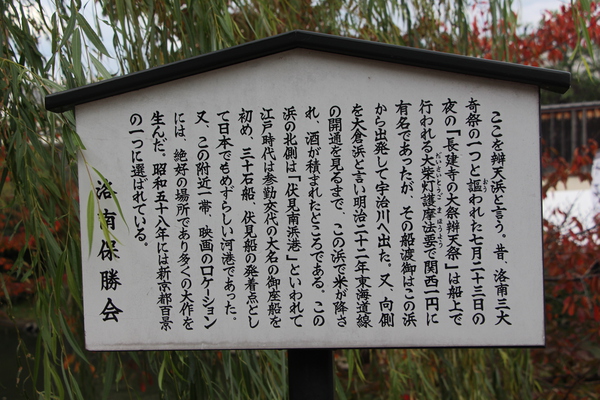 ここを辨天浜と言う。昔、洛南三大
奇祭の一つと謳われた七月二十三日の
夜の「長建寺の大祭辨天祭」は船上で
行われる大柴灯護摩法要で関西一円に
有名であったが、その船渡御はこの浜
から出発して宇治川へ出た。又、向側
を大倉浜と言い明治二十二年東海道線
の開通を見るまで、この浜で米が降さ
れ、酒が積まれたところである。この
浜の北側は「伏見南浜港」といわれて
江戸時代は参勤交代の大名の御座船を
初め、三十石船、伏見船の発着点とし
て日本でもめずらしい河港であった。
又、この附近一帯、映画のロケーション
には、絶好の場所であり多くの大作を
生んだ。昭和五十八年には新京都百景
の一つに選ばれている。
洛南保勝会